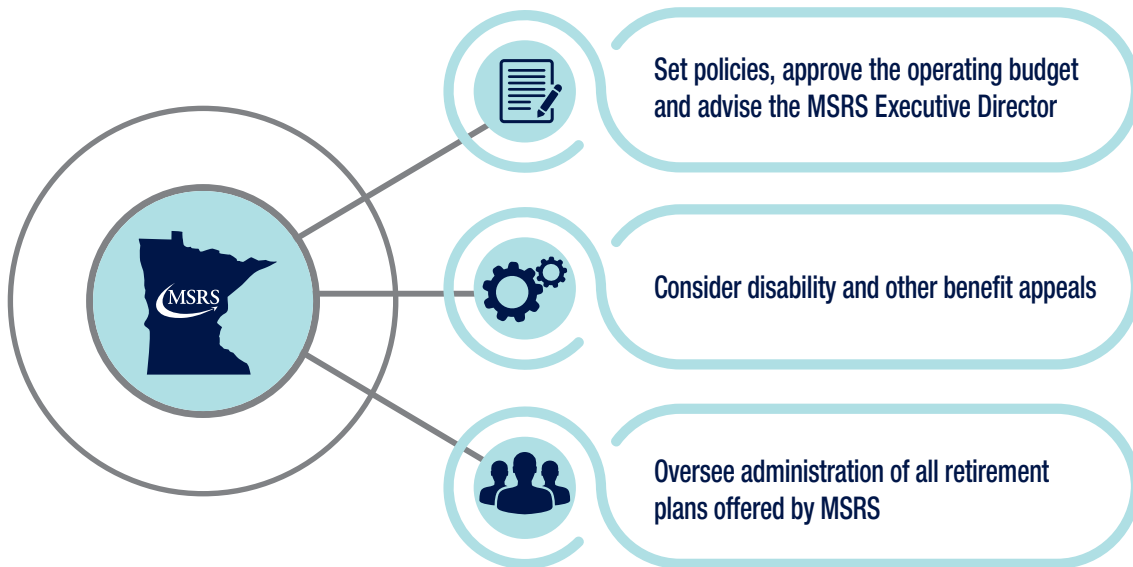 MSRS
Set policies, approve the operating budget
and advise the MSRS Executive Director
Consider disability and other benefit appeals
Oversee administration of all retirement
plans offered by MSRS